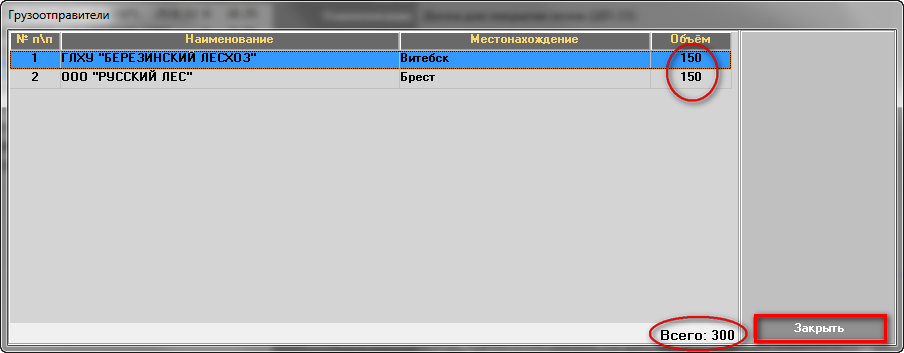 Грузоотправители
№ п\п Наименование Местонахождение Объём
1 ГЛХУ "БЕРЕЗИНСКИЙ ЛЕСХОЗ" Витебск 150
2 ООО "РУССКИЙ ЛЕС" Брест 150
Всего: 300
Закрыть